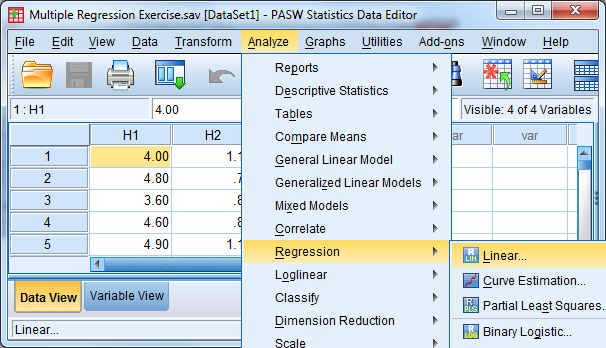 Multiple Regression Exercise.sav [DataSet1] - PASW Statistics Data Editor
File Edit View Data Transform Analyze Graphs Utilities Add-ons Window Help
1 : H1 4.00 Visible: 4 of 4 Variables
H1 H2 var var
1 4.00 1.1
2 4.80 .7
3 3.60 .8
4 4.60 .8
5 4.90 1.1
Reports
Descriptive Statistics
Tables
Compare Means
General Linear Model
Generalized Linear Models
Mixed Models
Correlate
Regression
Loglinear
Classify
Dimension Reduction
Scale
Linear...
Curve Estimation...
Partial Least Squares...
Binary Logistic...
Data View Variable View
Linear...